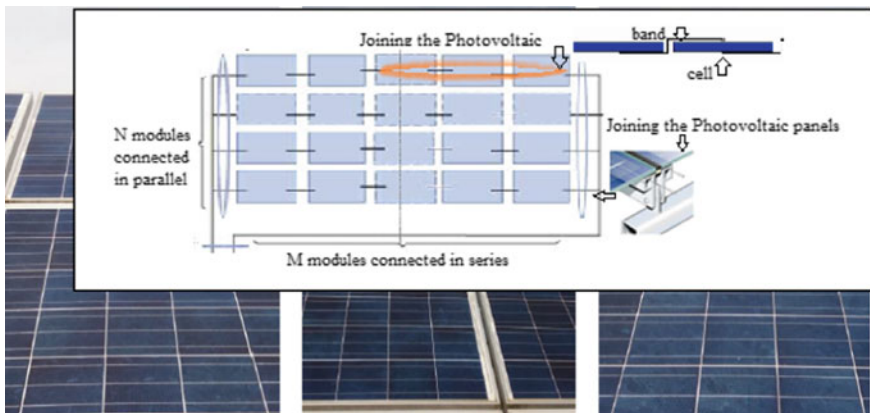 Joining the Photovoltaic
band
cell
N modules
connected
in parallel
Joining the Photovoltaic panels
M modules connected in series